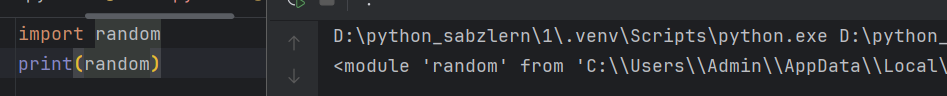 import random
print(random)
D:\python_sabzlern\1\.venv\Scripts\python.exe D:\python_
<module 'random' from 'C:\\Users\\Admin\\AppData\\Local\